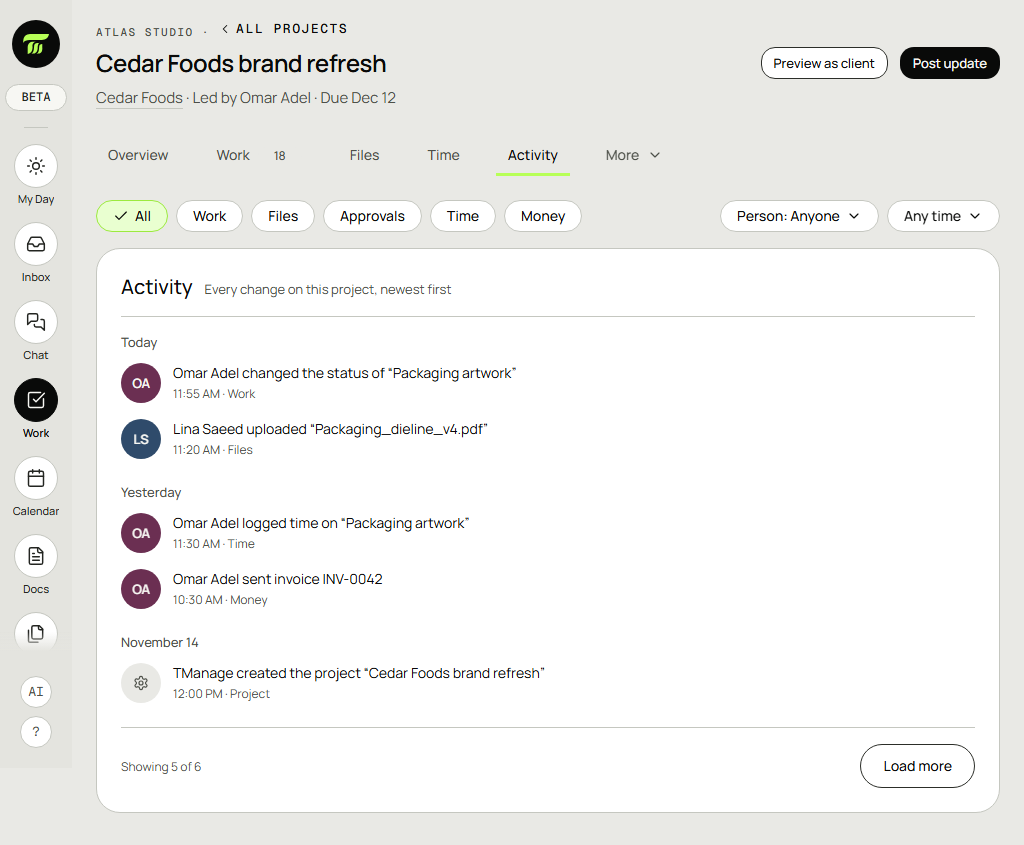 ATLAS STUDIO · ALL PROJECTS
Cedar Foods brand refresh
Cedar Foods · Led by Omar Adel · Due Dec 12
Preview as client
Post update
BETA
My Day
Inbox
Chat
Work
Calendar
Docs
AI
?
Overview
Work 18
Files
Time
Activity
More
All
Work
Files
Approvals
Time
Money
Person: Anyone
Any time
Activity
Every change on this project, newest first
Today
OA
Omar Adel changed the status of “Packaging artwork”
11:55 AM · Work
LS
Lina Saeed uploaded “Packaging_dieline_v4.pdf”
11:20 AM · Files
Yesterday
OA
Omar Adel logged time on “Packaging artwork”
11:30 AM · Time
OA
Omar Adel sent invoice INV-0042
10:30 AM · Money
November 14
TManage created the project “Cedar Foods brand refresh”
12:00 PM · Project
Showing 5 of 6
Load more